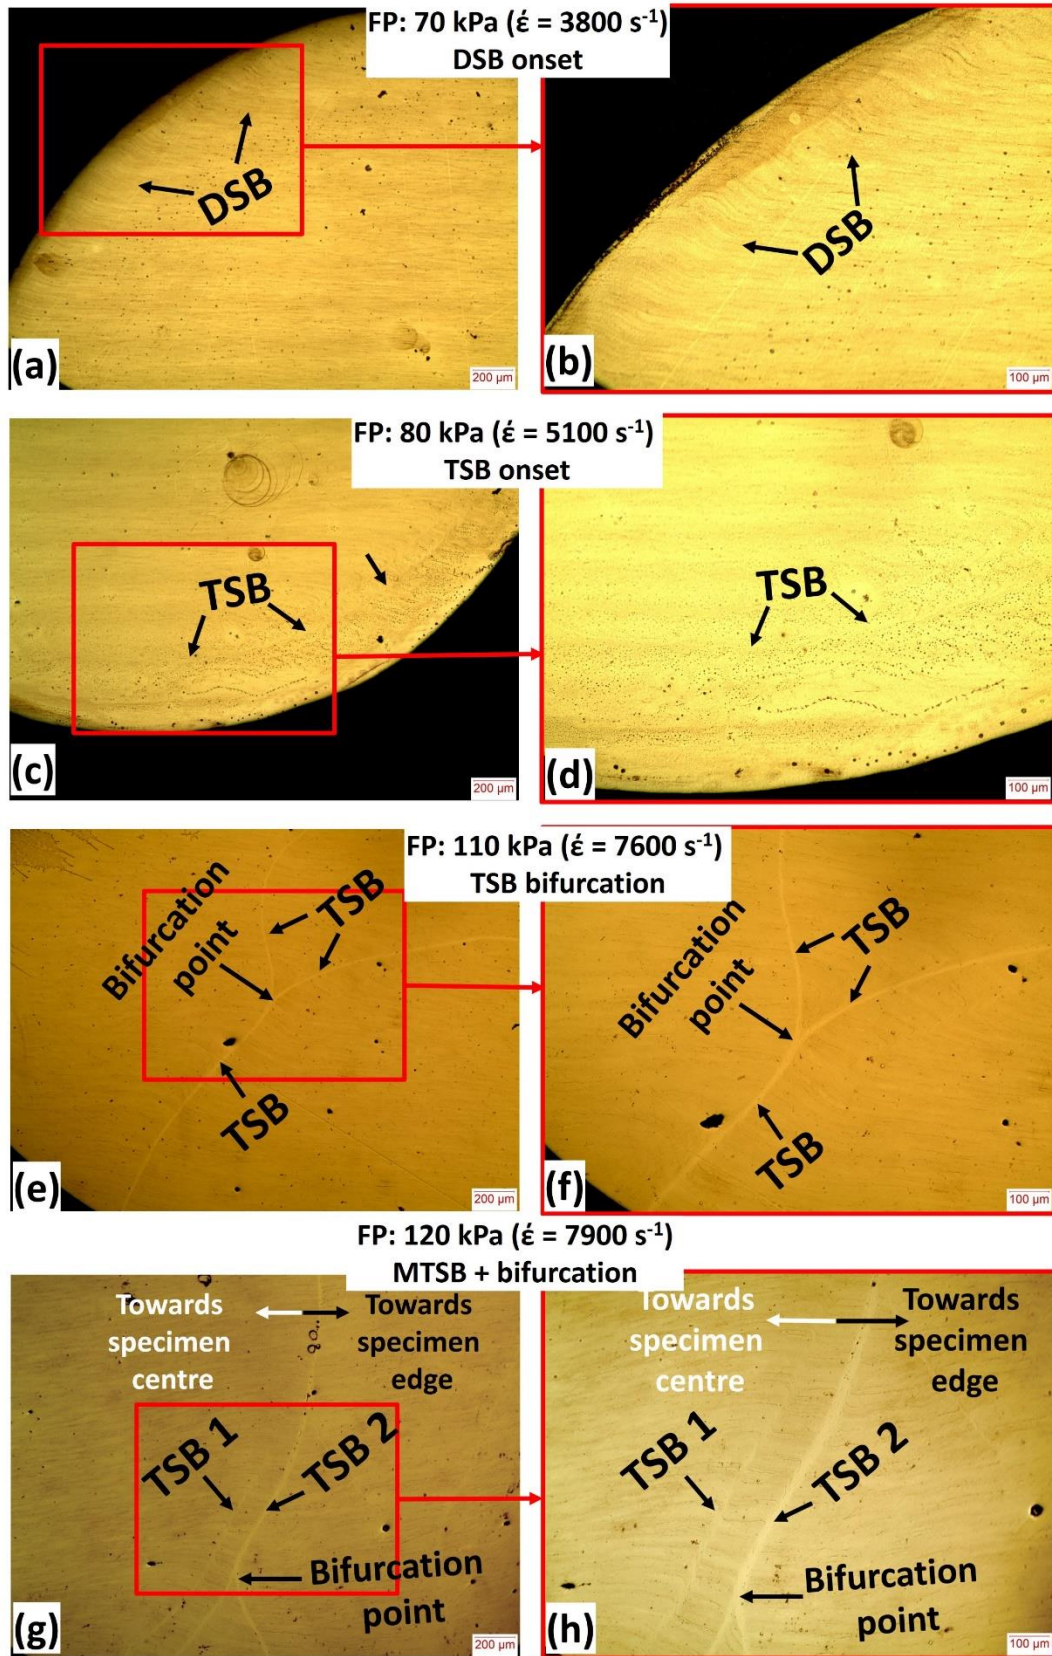 FP: 70 kPa (έ = 3800 s⁻¹)
DSB onset
DSB
DSB
(a)
200 µm
(b)
100 µm
FP: 80 kPa (έ = 5100 s⁻¹)
TSB onset
TSB
TSB
(c)
200 µm
(d)
100 µm
FP: 110 kPa (έ = 7600 s⁻¹)
TSB bifurcation
Bifurcation
point
TSB
TSB
(e)
200 µm
Bifurcation
point
TSB
TSB
(f)
100 µm
FP: 120 kPa (έ = 7900 s⁻¹)
MTSB + bifurcation
Towards
specimen
centre
Towards
specimen
edge
TSB 1
TSB 2
Bifurcation
point
(g)
200 µm
Towards
specimen
centre
Towards
specimen
edge
TSB 1
TSB 2
Bifurcation
point
(h)
100 µm